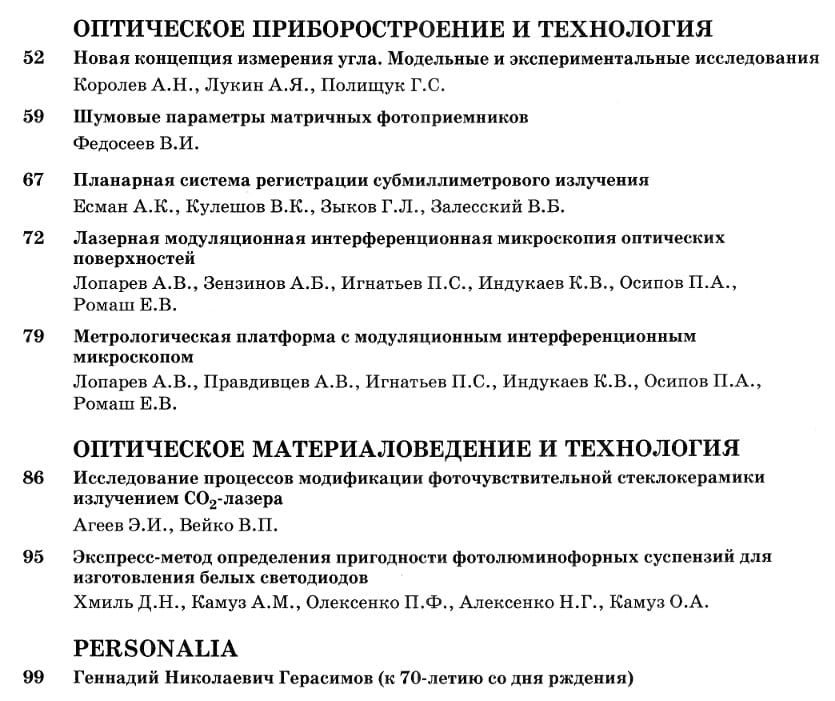 ОПТИЧЕСКОЕ ПРИБОРОСТРОЕНИЕ И ТЕХНОЛОГИЯ
52 Новая концепция измерения угла. Модельные и экспериментальные исследования
Королев А.Н., Лукин А.Я., Полищук Г.С.
59 Шумовые параметры матричных фотоприемников
Федосеев В.И.
67 Планарная система регистрации субмиллиметрового излучения
Есман А.К., Кулешов В.К., Зыков Г.Л., Залесский В.Б.
72 Лазерная модуляционная интерференционная микроскопия оптических
поверхностей
Лопарев А.В., Зензинов А.Б., Игнатьев П.С., Индукаев К.В., Осипов П.А.,
Ромаш Е.В.
79 Метрологическая платформа с модуляционным интерференционным
микроскопом
Лопарев А.В., Правдивцев А.В., Игнатьев П.С., Индукаев К.В., Осипов П.А.,
Ромаш Е.В.
ОПТИЧЕСКОЕ МАТЕРИАЛОВЕДЕНИЕ И ТЕХНОЛОГИЯ
86 Исследование процессов модификации фоточувствительной стеклокерамики
излучением CO₂-лазера
Агеев Э.И., Вейко В.П.
95 Экспресс-метод определения пригодности фотолюминофорных суспензий для
изготовления белых светодиодов
Хмиль Д.Н., Камуз А.М., Олексенко П.Ф., Алексенко Н.Г., Камуз О.А.
PERSONALIA
99 Геннадий Николаевич Герасимов (к 70-летию со дня рждения)